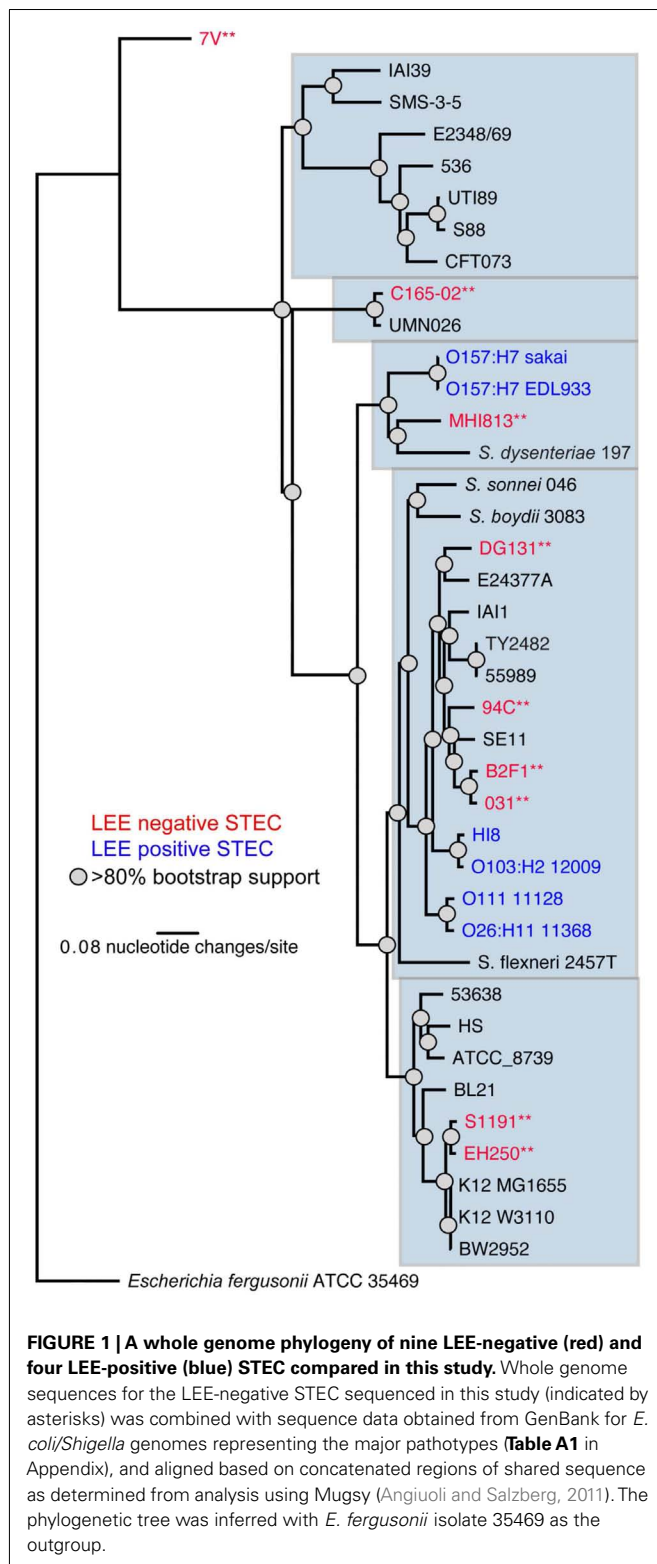 7V**
IAI39
SMS-3-5
E2348/69
536
UTI89
S88
CFT073
C165-02**
UMN026
O157:H7 sakai
O157:H7 EDL933
MHI813**
S. dysenteriae 197
S. sonnei 046
S. boydii 3083
DG131**
E24377A
IAI1
TY2482
55989
94C**
SE11
B2F1**
031**
HI8
O103:H2 12009
O111 11128
O26:H11 11368
S. flexneri 2457T
LEE negative STEC
LEE positive STEC
>80% bootstrap support
0.08 nucleotide changes/site
53638
HS
ATCC_8739
BL21
S1191**
EH250**
K12 MG1655
K12 W3110
BW2952
Escherichia fergusonii ATCC 35469
FIGURE 1 | A whole genome phylogeny of nine LEE-negative (red) and
four LEE-positive (blue) STEC compared in this study. Whole genome
sequences for the LEE-negative STEC sequenced in this study (indicated by
asterisks) was combined with sequence data obtained from GenBank for E.
coli/Shigella genomes representing the major pathotypes (Table A1 in
Appendix), and aligned based on concatenated regions of shared sequence
as determined from analysis using Mugsy (Angiuoli and Salzberg, 2011). The
phylogenetic tree was inferred with E. fergusonii isolate 35469 as the
outgroup.